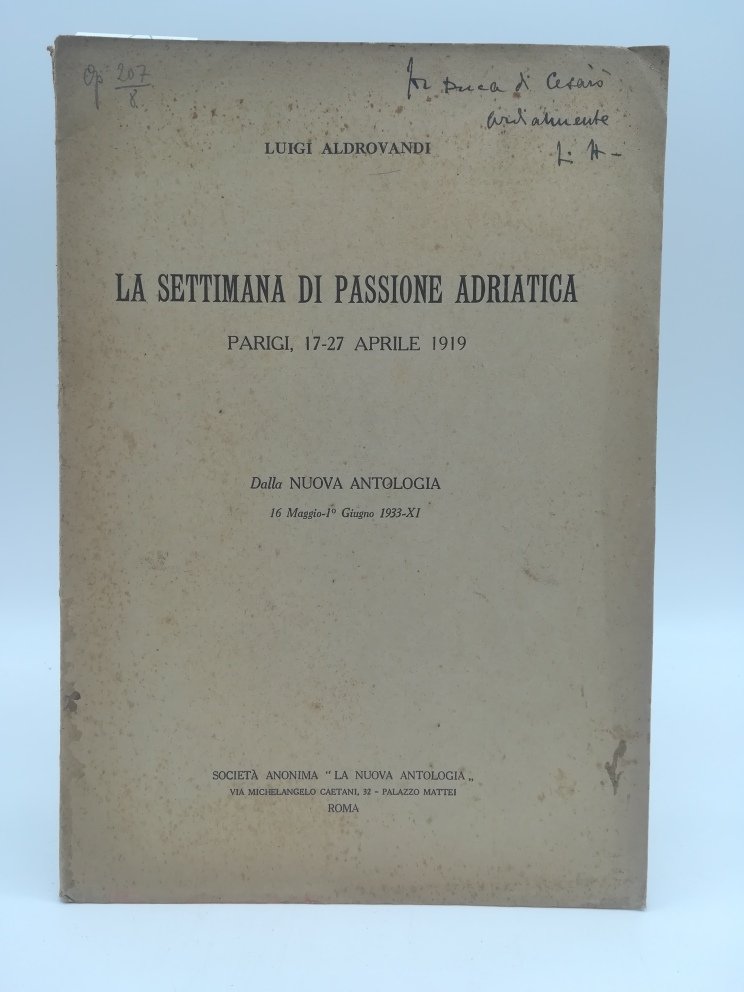 Op 207/8
Duca di Cesarò
cordialmente
L. A-
LUIGI ALDROVANDI
LA SETTIMANA DI PASSIONE ADRIATICA
PARIGI, 17-27 APRILE 1919
Dalla NUOVA ANTOLOGIA
16 Maggio-1º Giugno 1933-XI
SOCIETÀ ANONIMA "LA NUOVA ANTOLOGIA„
VIA MICHELANGELO CAETANI, 32 - PALAZZO MATTEI
ROMA